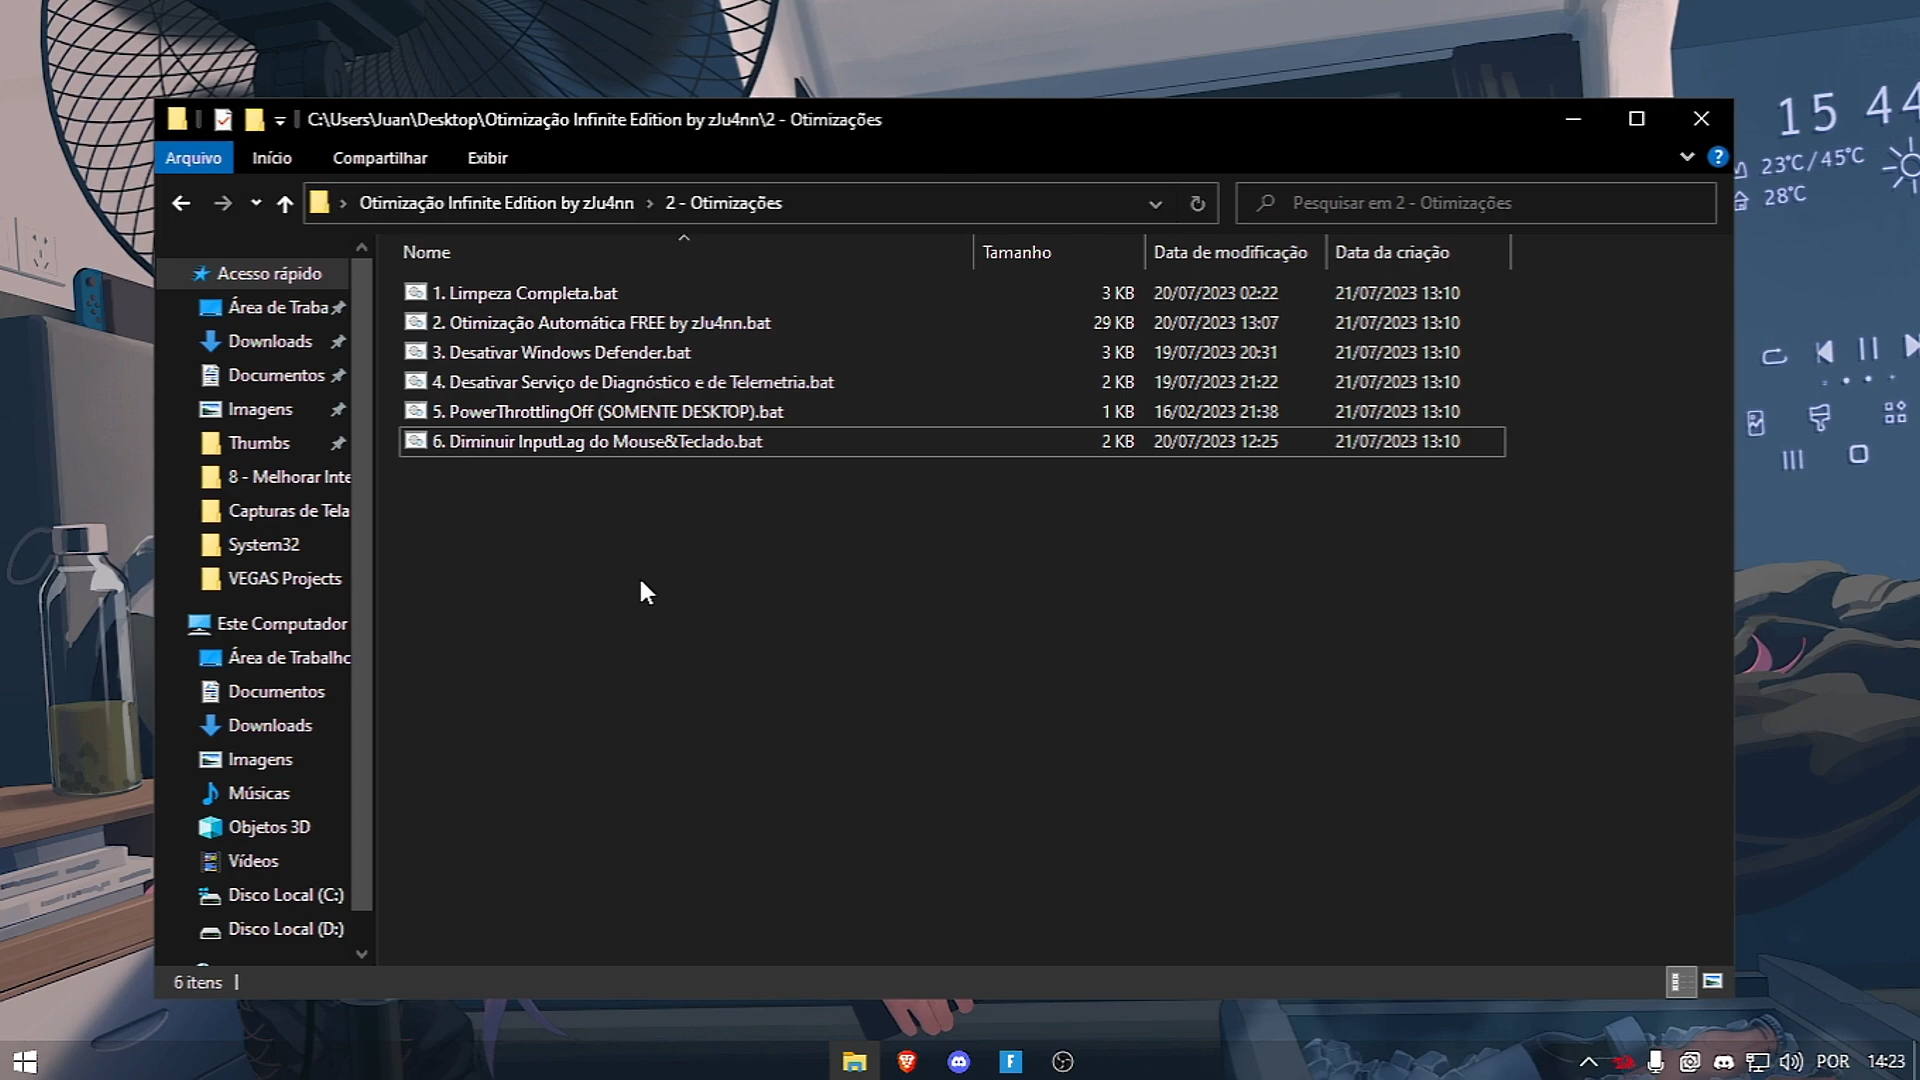 C:\Users\Juan\Desktop\Otimização Infinite Edition by zJu4nn\2 - Otimizações
Arquivo
Início
Compartilhar
Exibir
Otimização Infinite Edition by zJu4nn
2 - Otimizações
Pesquisar em 2 - Otimizações
Nome
Tamanho
Data de modificação
Data da criação
1. Limpeza Completa.bat 3 KB 20/07/2023 02:22 21/07/2023 13:10
2. Otimização Automática FREE by zJu4nn.bat 29 KB 20/07/2023 13:07 21/07/2023 13:10
3. Desativar Windows Defender.bat 3 KB 19/07/2023 20:31 21/07/2023 13:10
4. Desativar Serviço de Diagnóstico e de Telemetria.bat 2 KB 19/07/2023 21:22 21/07/2023 13:10
5. PowerThrottlingOff (SOMENTE DESKTOP).bat 1 KB 16/02/2023 21:38 21/07/2023 13:10
6. Diminuir InputLag do Mouse&Teclado.bat 2 KB 20/07/2023 12:25 21/07/2023 13:10
Acesso rápido
Área de Traba
Downloads
Documentos
Imagens
Thumbs
8 - Melhorar Inte
Capturas de Tela
System32
VEGAS Projects
Este Computador
Área de Trabalho
Documentos
Downloads
Imagens
Músicas
Objetos 3D
Vídeos
Disco Local (C:)
Disco Local (D:)
6 itens
15 44
23°C/45°C
28°C
POR
14:23